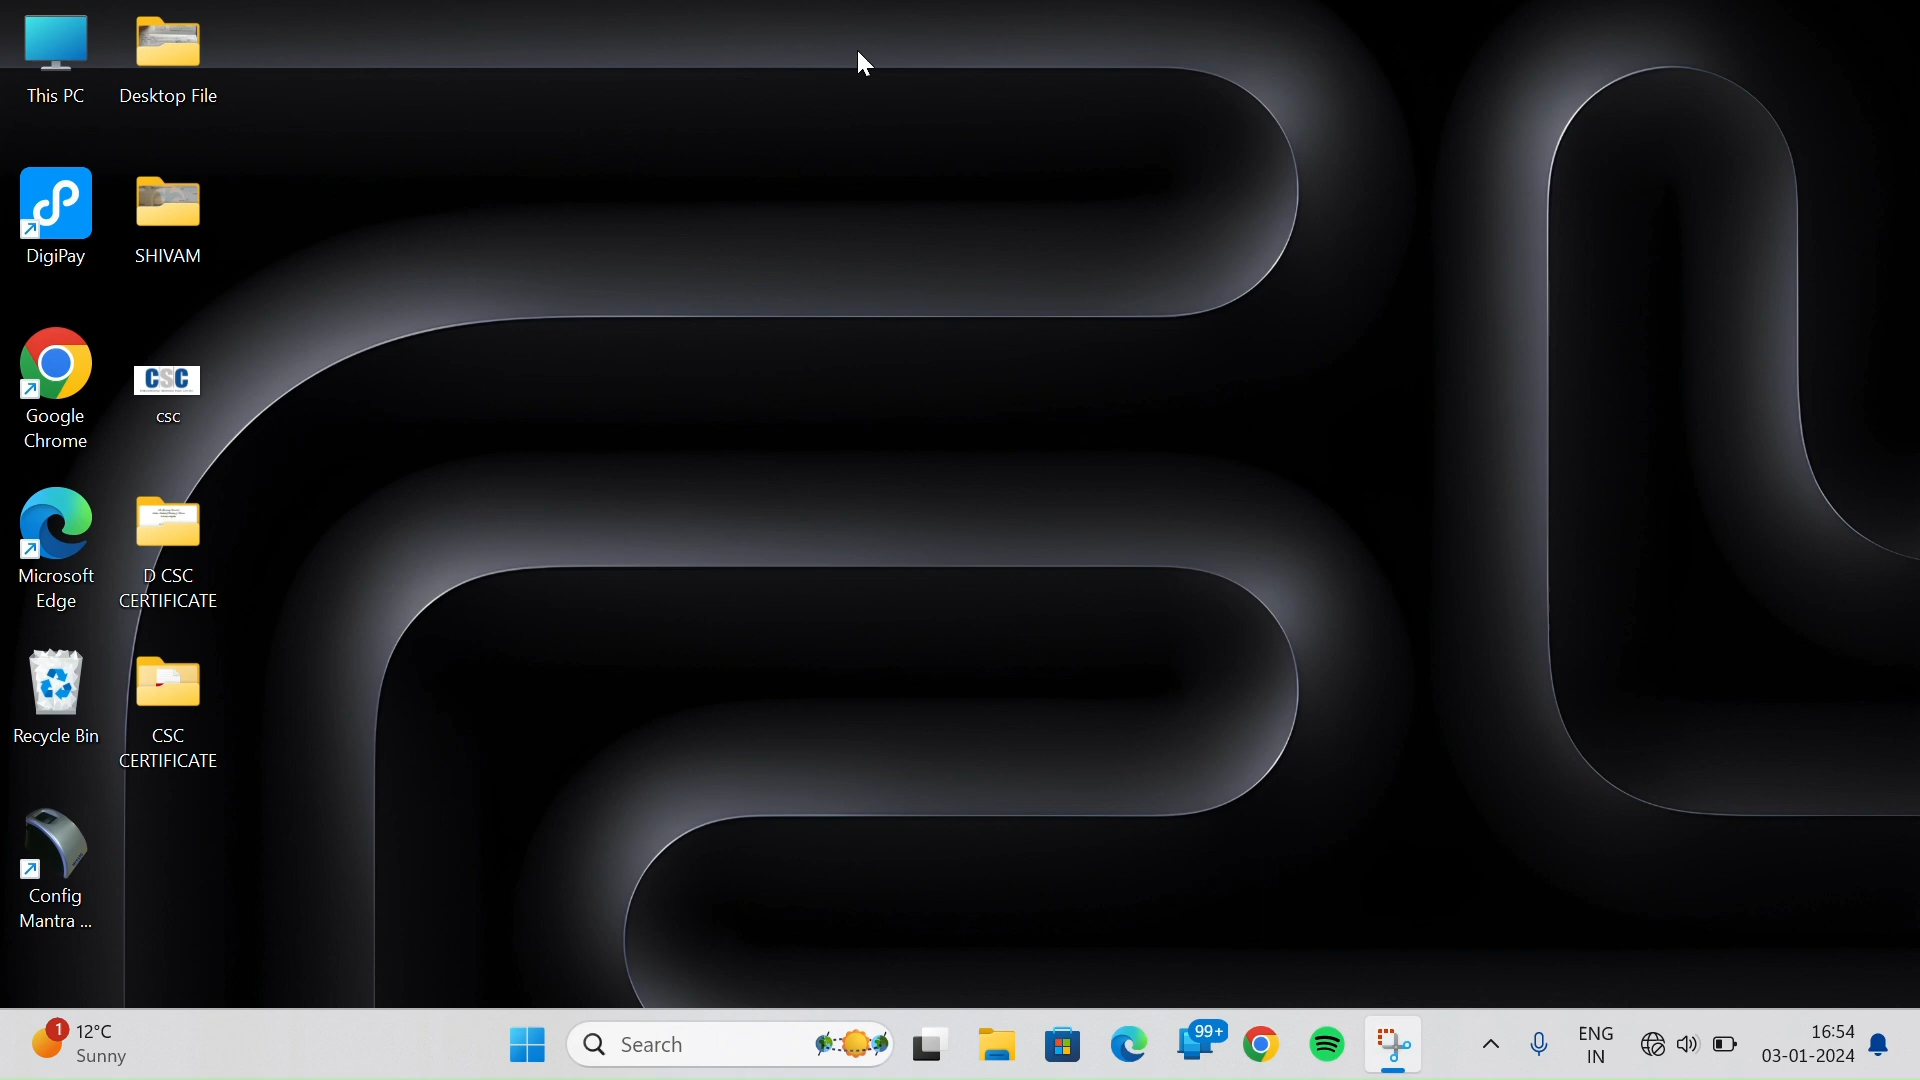 This PC
Desktop File
DigiPay
SHIVAM
CSC
Google
Chrome
csc
Microsoft
Edge
D CSC
CERTIFICATE
Recycle Bin
CSC
CERTIFICATE
Config
Mantra ...
1
12°C
Sunny
Search
99+
ENG
IN
16:54
03-01-2024